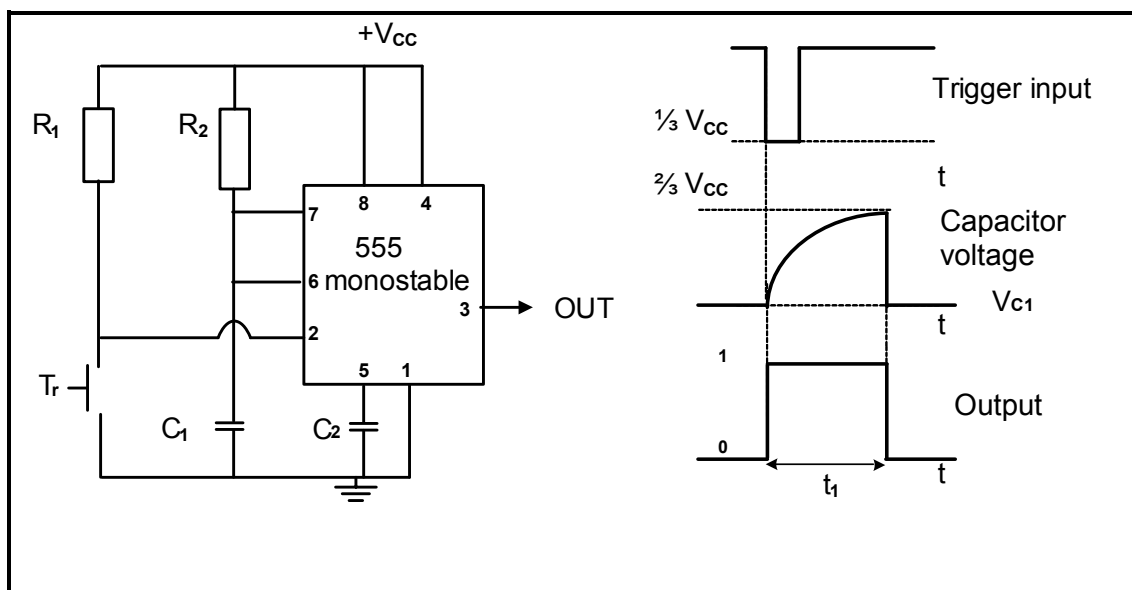 +VCC
R1
R2
7
8
4
555
monostable
6
3
OUT
2
5
1
Tr
C1
C2
Trigger input
⅓ VCC
t
⅔ VCC
Capacitor
voltage
VC1
t
1
Output
0
t
t1